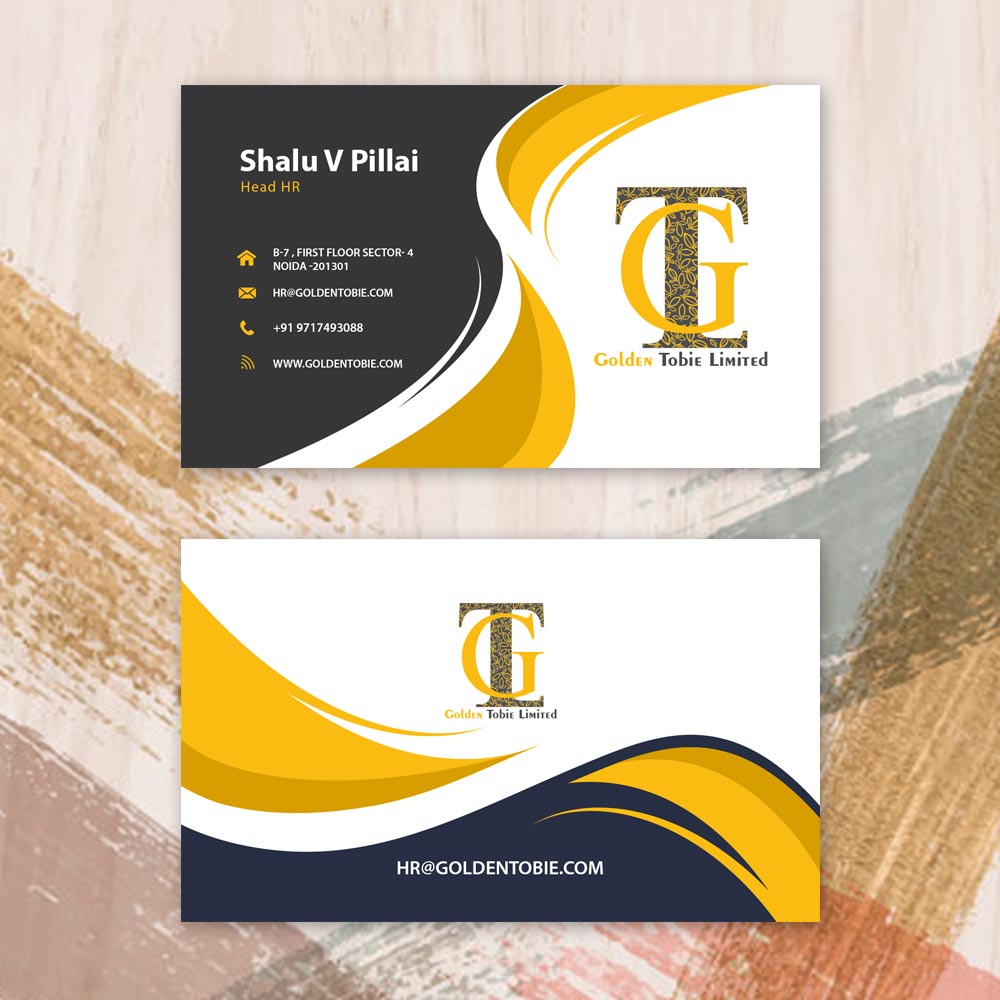 Shalu V Pillai
Head HR
B-7 , FIRST FLOOR SECTOR- 4
NOIDA -201301
HR@GOLDENTOBIE.COM
+91 9717493088
WWW.GOLDENTOBIE.COM
TG
Golden Tobie Limited
TG
Golden Tobie Limited
HR@GOLDENTOBIE.COM